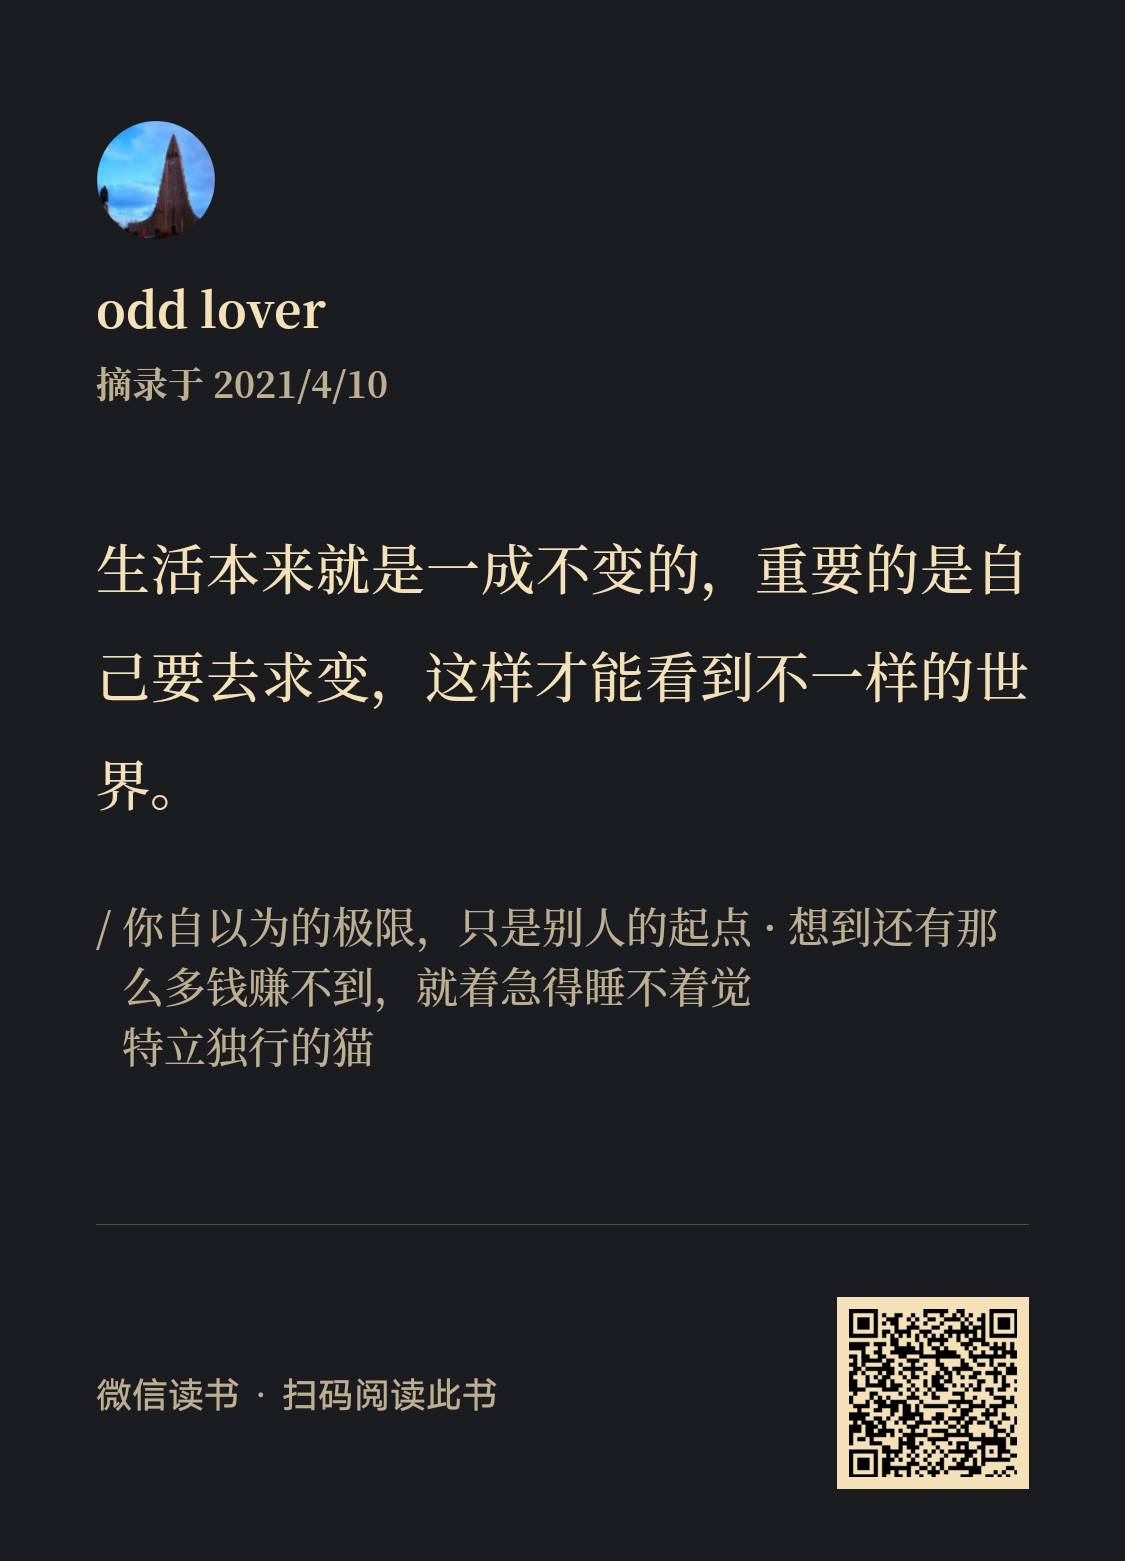 odd lover
摘录于 2021/4/10
生活本来就是一成不变的，重要的是自
己要去求变，这样才能看到不一样的世
界。
/ 你自以为的极限，只是别人的起点 · 想到还有那
么多钱赚不到，就着急得睡不着觉
特立独行的猫
微信读书 · 扫码阅读此书